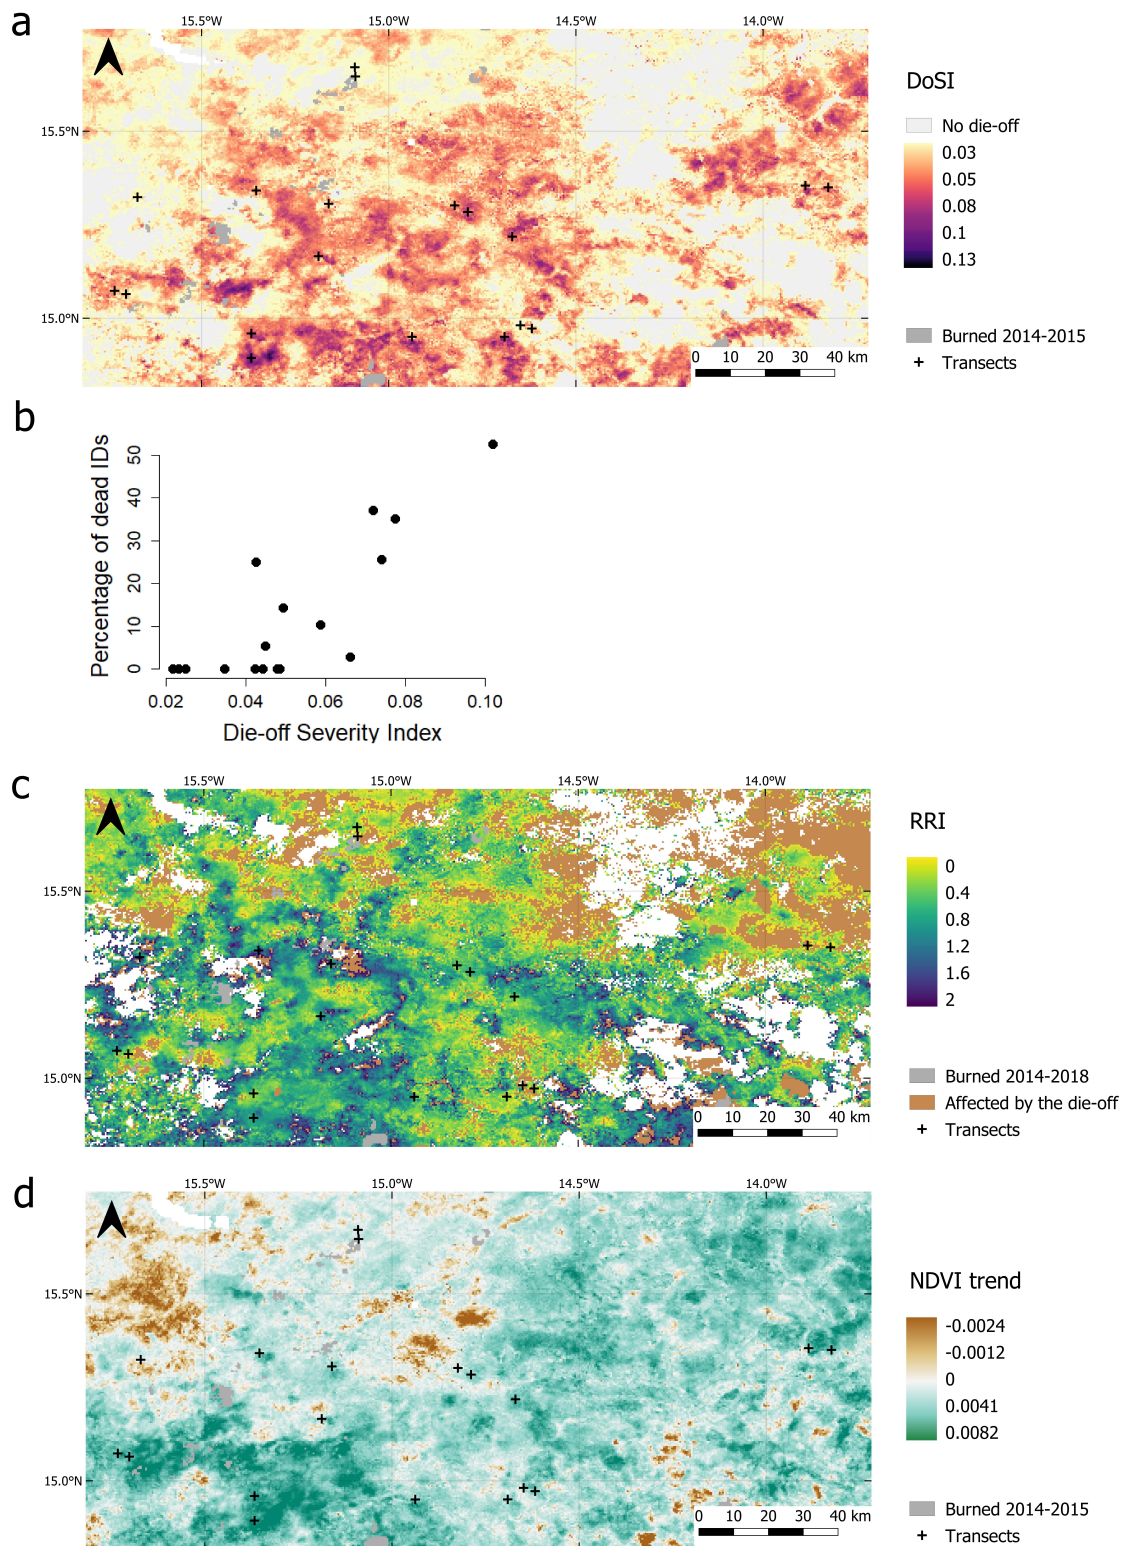 a
15.5°W 15.0°W 14.5°W 14.0°W
15.5°N
15.0°N
DoSI
No die-off
0.03
0.05
0.08
0.1
0.13
Burned 2014-2015
Transects
0 10 20 30 40 km
b
Percentage of dead IDs
50
40
30
20
10
0
0.02 0.04 0.06 0.08 0.10
Die-off Severity Index
c
15.5°W 15.0°W 14.5°W 14.0°W
15.5°N
15.0°N
RRI
0
0.4
0.8
1.2
1.6
2
Burned 2014-2018
Affected by the die-off
Transects
0 10 20 30 40 km
d
15.5°W 15.0°W 14.5°W 14.0°W
15.5°N
15.0°N
NDVI trend
-0.0024
-0.0012
0
0.0041
0.0082
Burned 2014-2015
Transects
0 10 20 30 40 km